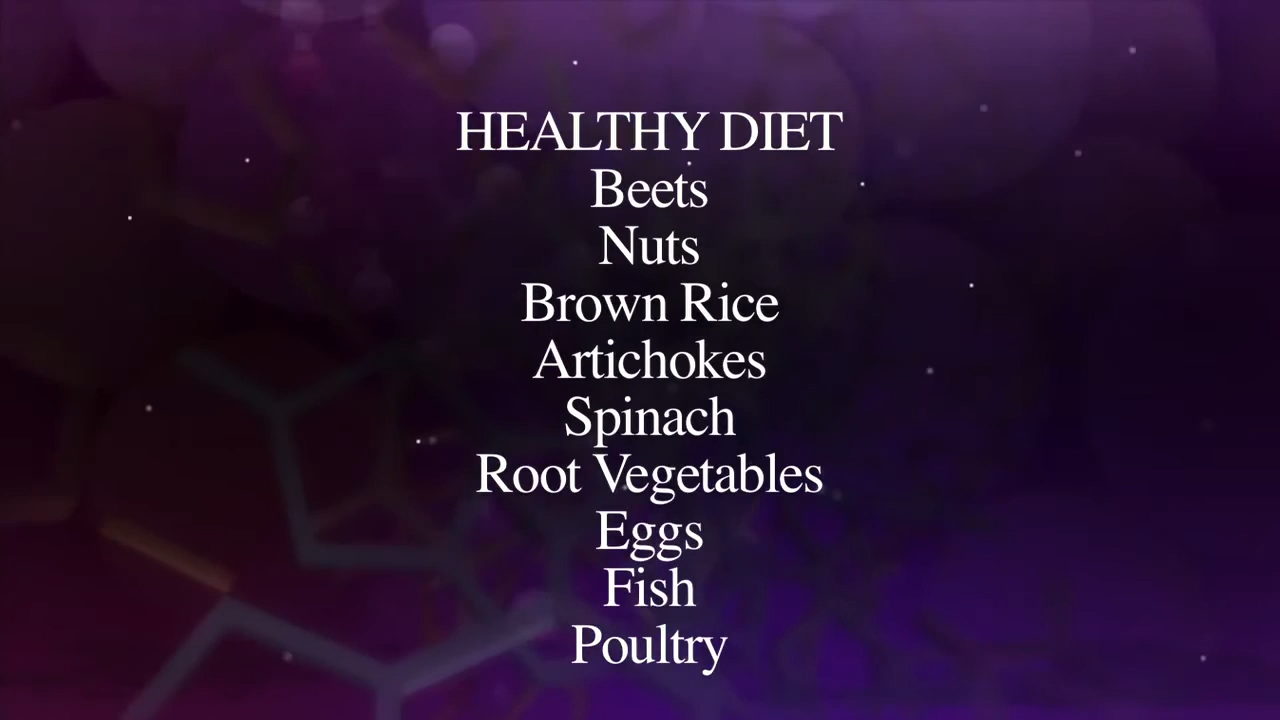 HEALTHY DIET
Beets
Nuts
Brown Rice
Artichokes
Spinach
Root Vegetables
Eggs
Fish
Poultry